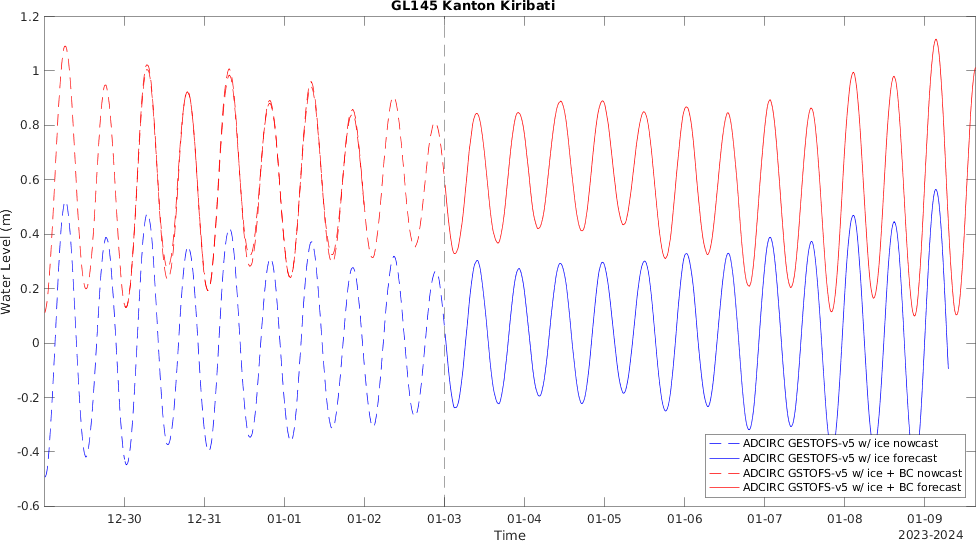 GL145 Kanton Kiribati
1.2
1
0.8
0.6
0.4
0.2
0
-0.2
-0.4
-0.6
Water Level (m)
ADCIRC GESTOFS-v5 w/ ice nowcast
ADCIRC GESTOFS-v5 w/ ice forecast
ADCIRC GSTOFS-v5 w/ ice + BC nowcast
ADCIRC GSTOFS-v5 w/ ice + BC forecast
12-30 12-31 01-01 01-02 01-03 01-04 01-05 01-06 01-07 01-08 01-09
Time
2023-2024